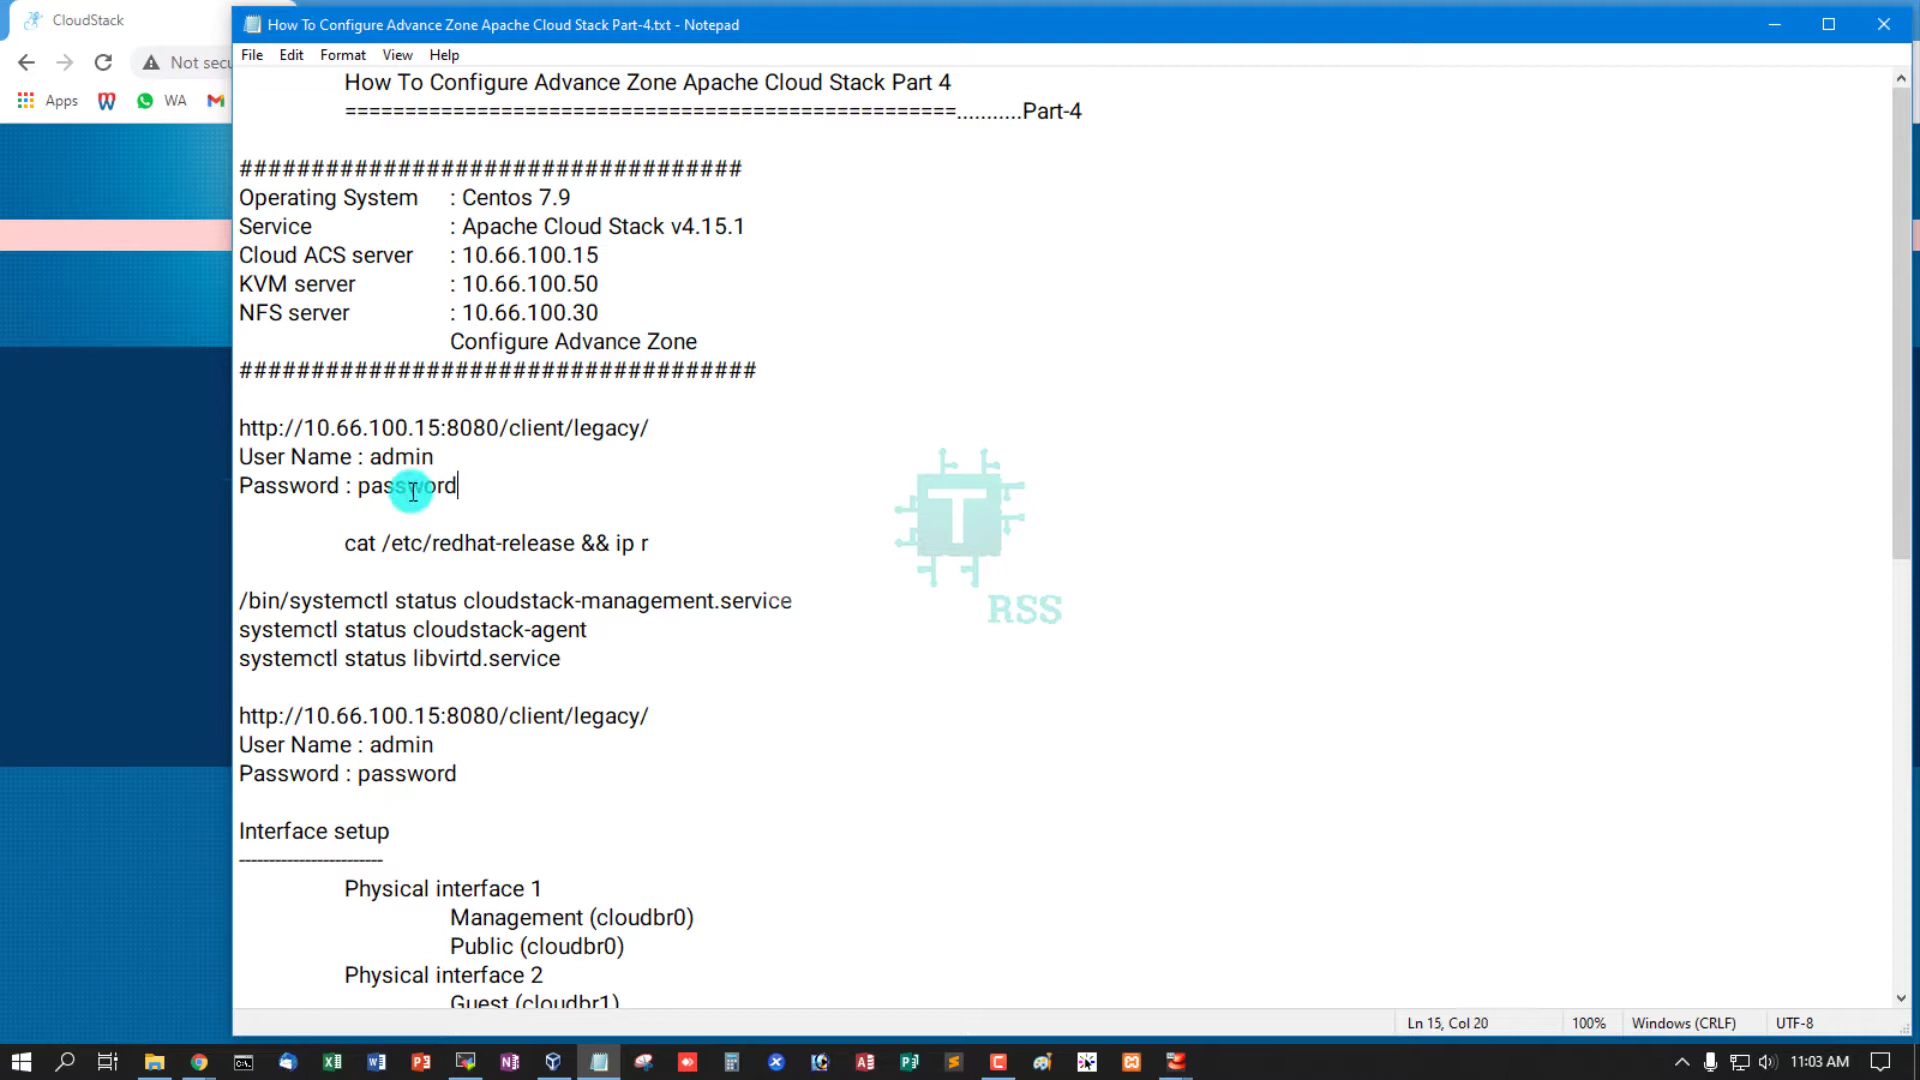 CloudStack
How To Configure Advance Zone Apache Cloud Stack Part-4.txt - Notepad
Not secu
File Edit Format View Help
Apps WA
How To Configure Advance Zone Apache Cloud Stack Part 4
===================================================...........Part-4
###################################
Operating System : Centos 7.9
Service : Apache Cloud Stack v4.15.1
Cloud ACS server : 10.66.100.15
KVM server : 10.66.100.50
NFS server : 10.66.100.30
Configure Advance Zone
####################################
http://10.66.100.15:8080/client/legacy/
User Name : admin
Password : password
cat /etc/redhat-release && ip r
/bin/systemctl status cloudstack-management.service
systemctl status cloudstack-agent
systemctl status libvirtd.service
http://10.66.100.15:8080/client/legacy/
User Name : admin
Password : password
Interface setup
------------------------
Physical interface 1
Management (cloudbr0)
Public (cloudbr0)
Physical interface 2
Guest (cloudbr1)
T
RSS
Ln 15, Col 20 100% Windows (CRLF) UTF-8
11:03 AM